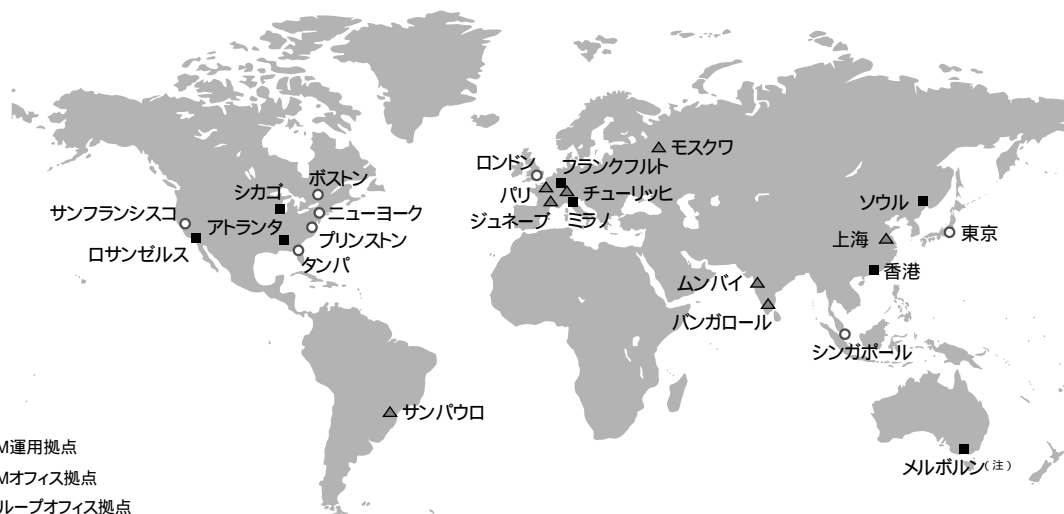 モスクワ
ロンドン
フランクフルト
パリ
チューリッヒ
ジュネーブ
ミラノ
シカゴ
ボストン
サンフランシスコ
アトランタ
ニューヨーク
ロサンゼルス
プリンストン
タンパ
ソウル
上海
東京
香港
ムンバイ
バンガロール
シンガポール
サンパウロ
メルボルン(注)
M運用拠点
Mオフィス拠点
ループオフィス拠点